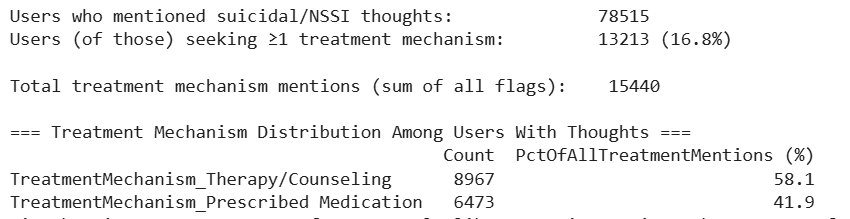 Users who mentioned suicidal/NSSI thoughts: 78515
Users (of those) seeking ≥1 treatment mechanism: 13213 (16.8%)
Total treatment mechanism mentions (sum of all flags): 15440
=== Treatment Mechanism Distribution Among Users With Thoughts ===
Count PctOfAllTreatmentMentions (%)
TreatmentMechanism_Therapy/Counseling 8967 58.1
TreatmentMechanism_Prescribed Medication 6473 41.9